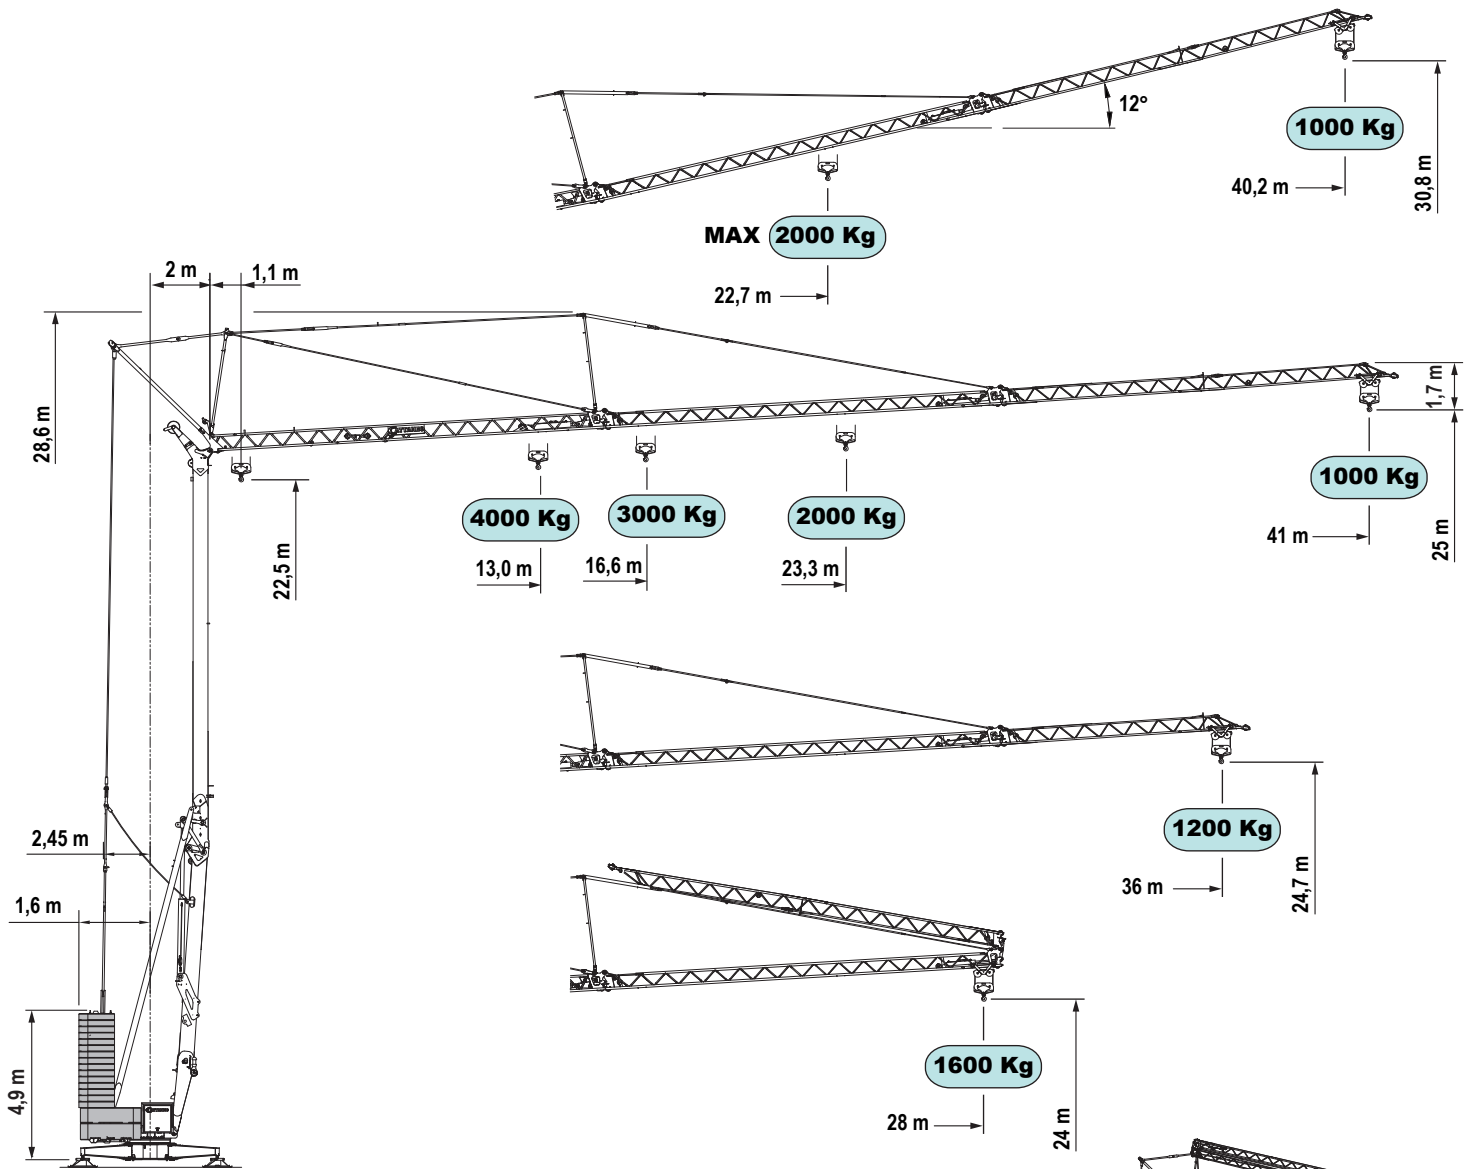 12°
1000 Kg
40,2 m
30,8 m
MAX 2000 Kg
22,7 m
2 m
1,1 m
28,6 m
22,5 m
4000 Kg
13,0 m
3000 Kg
16,6 m
2000 Kg
23,3 m
1,7 m
1000 Kg
41 m
25 m
1200 Kg
36 m
24,7 m
2,45 m
1,6 m
4,9 m
1600 Kg
28 m
24 m